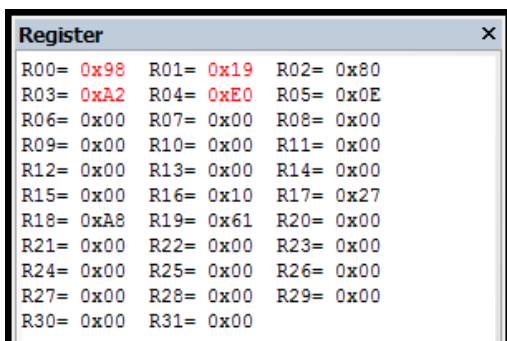 Register ×
R00= 0x98 R01= 0x19 R02= 0x80
R03= 0xA2 R04= 0xE0 R05= 0x0E
R06= 0x00 R07= 0x00 R08= 0x00
R09= 0x00 R10= 0x00 R11= 0x00
R12= 0x00 R13= 0x00 R14= 0x00
R15= 0x00 R16= 0x10 R17= 0x27
R18= 0xA8 R19= 0x61 R20= 0x00
R21= 0x00 R22= 0x00 R23= 0x00
R24= 0x00 R25= 0x00 R26= 0x00
R27= 0x00 R28= 0x00 R29= 0x00
R30= 0x00 R31= 0x00